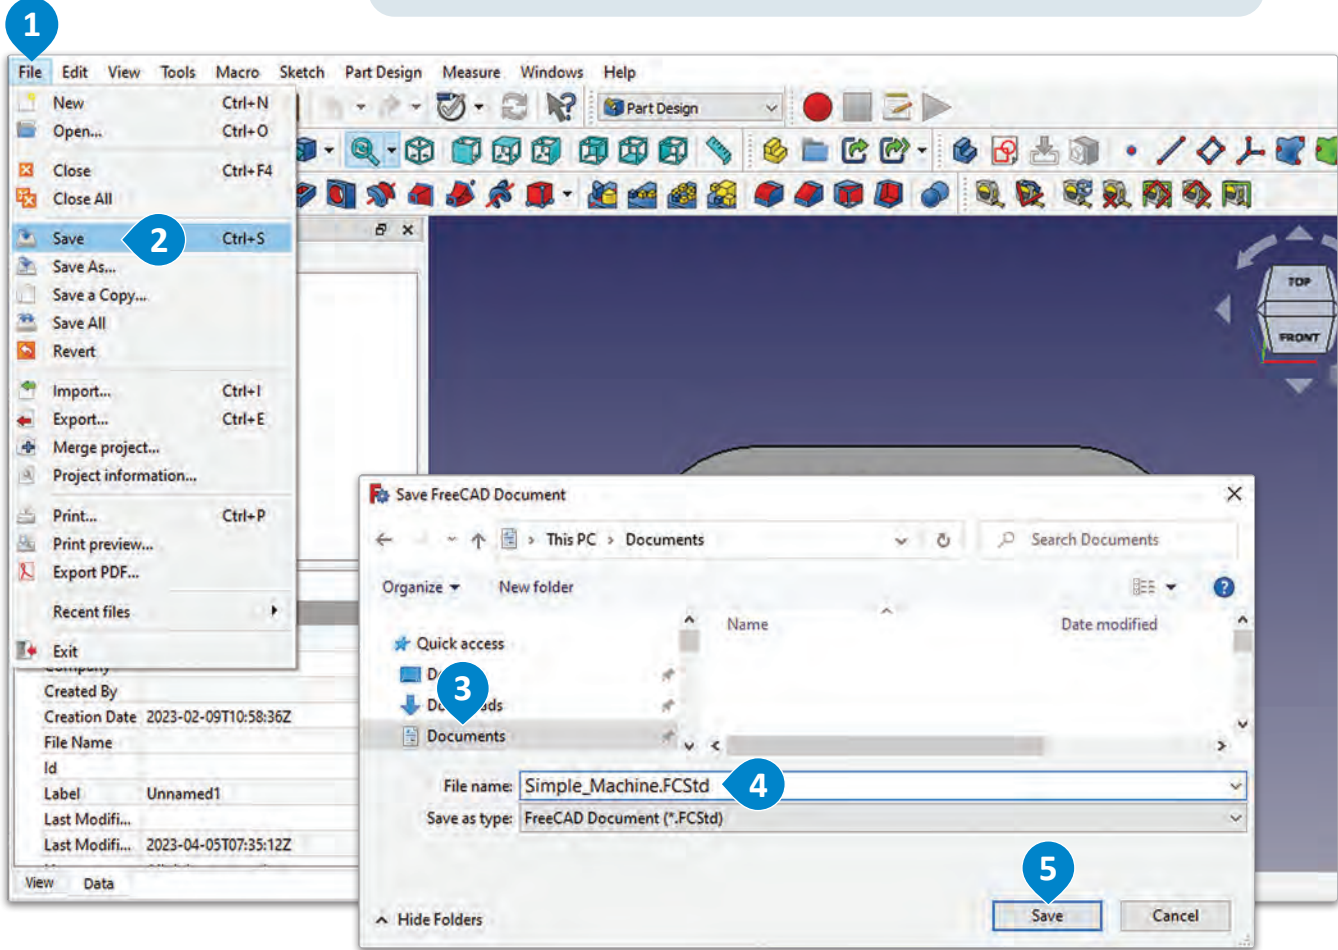 1
File Edit View Tools Macro Sketch Part Design Measure Windows Help
New Ctrl+N
Part Design
Open... Ctrl+O
Close Ctrl+F4
Close All
Save 2 Ctrl+S
Save As...
Save a Copy...
Save All
Revert
Import... Ctrl+I
Export... Ctrl+E
Merge project...
Project information...
Print... Ctrl+P
Print preview...
Export PDF...
Recent files
Exit
Created By
Creation Date 2023-02-09T10:58:36Z
File Name
Id
Label Unnamed1
Last Modifi...
Last Modifi... 2023-04-05T07:35:12Z
View Data
TOP
FRONT
Save FreeCAD Document
This PC > Documents
Search Documents
Organize New folder
Name Date modified
Quick access
3
Documents
File name: Simple_Machine.FCStd 4
Save as type: FreeCAD Document (*.FCStd)
5
Hide Folders Save Cancel